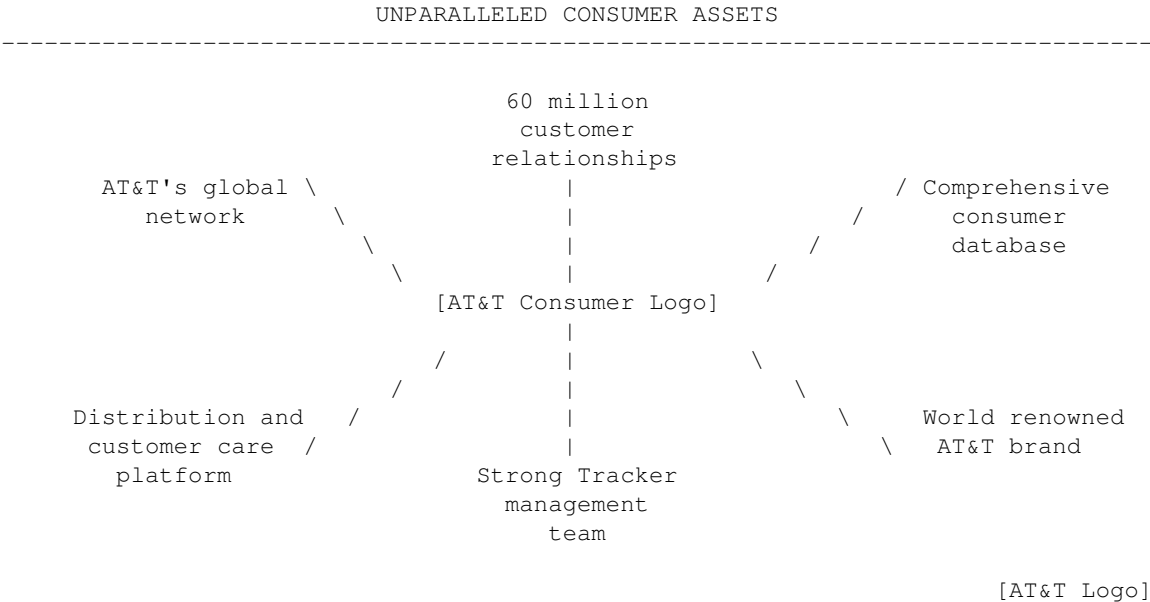 UNPARALLELED CONSUMER ASSETS
60 million
customer
relationships
AT&T's global
network
Comprehensive
consumer
database
[AT&T Consumer Logo]
Distribution and
customer care
platform
World renowned
AT&T brand
Strong Tracker
management
team
[AT&T Logo]